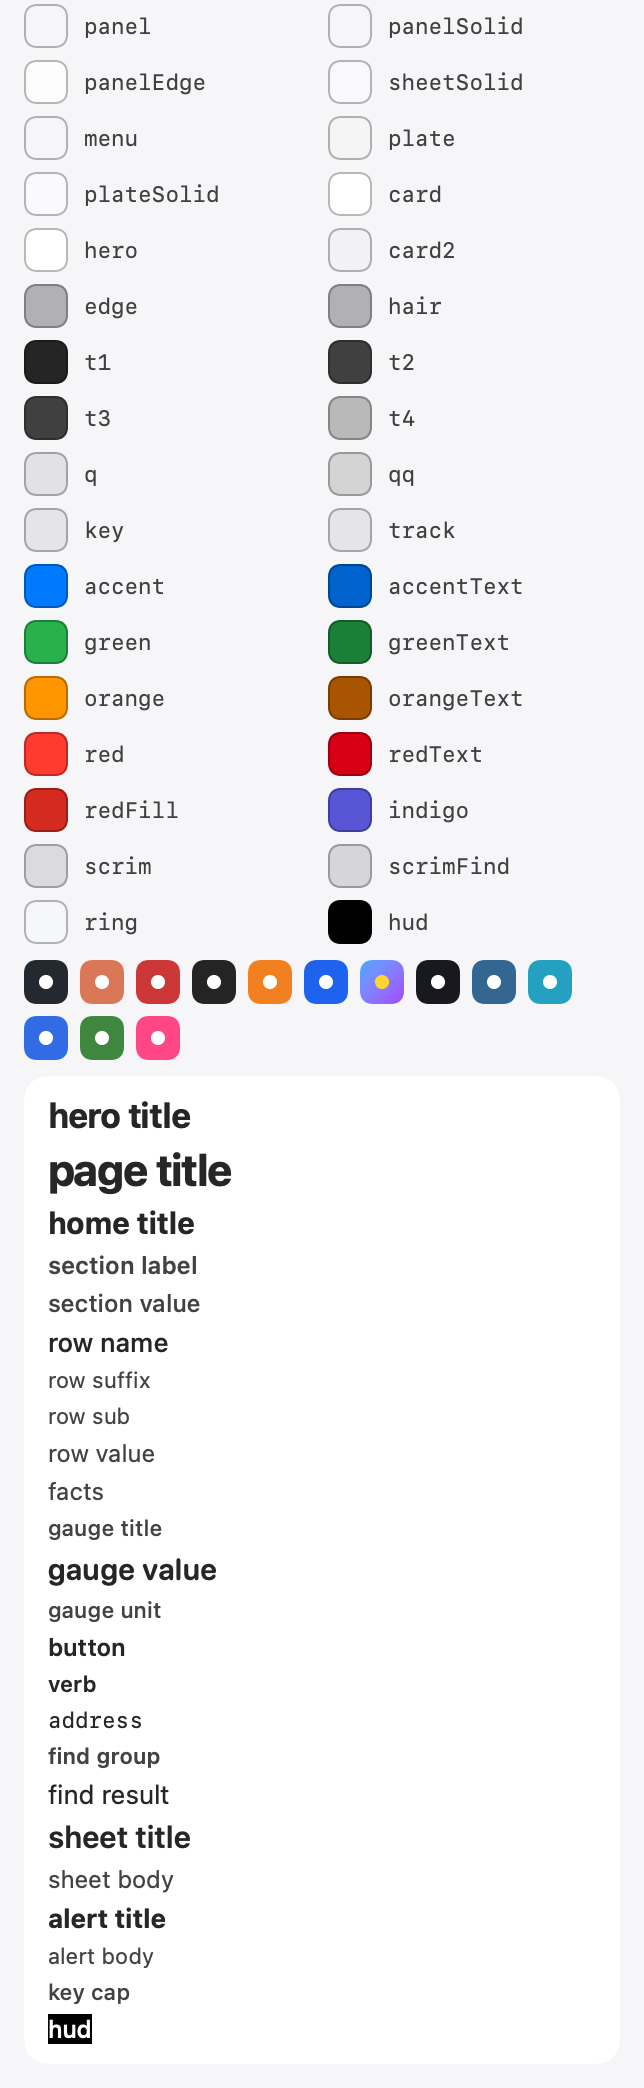 panel panelSolid
panelEdge sheetSolid
menu plate
plateSolid card
hero card2
edge hair
t1 t2
t3 t4
q qq
key track
accent accentText
green greenText
orange orangeText
red redText
redFill indigo
scrim scrimFind
ring hud
hero title
page title
home title
section label
section value
row name
row suffix
row sub
row value
facts
gauge title
gauge value
gauge unit
button
verb
address
find group
find result
sheet title
sheet body
alert title
alert body
key cap
hud